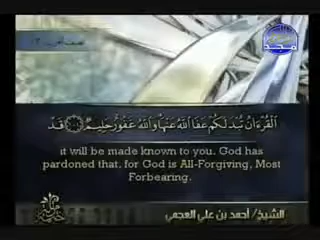 ٱلْقُرْءَانُ تُبْدَ لَكُمْ عَفَا ٱللَّهُ عَنْهَا وَٱللَّهُ غَفُورٌ حَلِيمٌ ۝ قَدْ
it will be made known to you. God has
pardoned that, for God is All-Forgiving, Most
Forbearing.
الشيخ/ أحمد بن علي العجمي